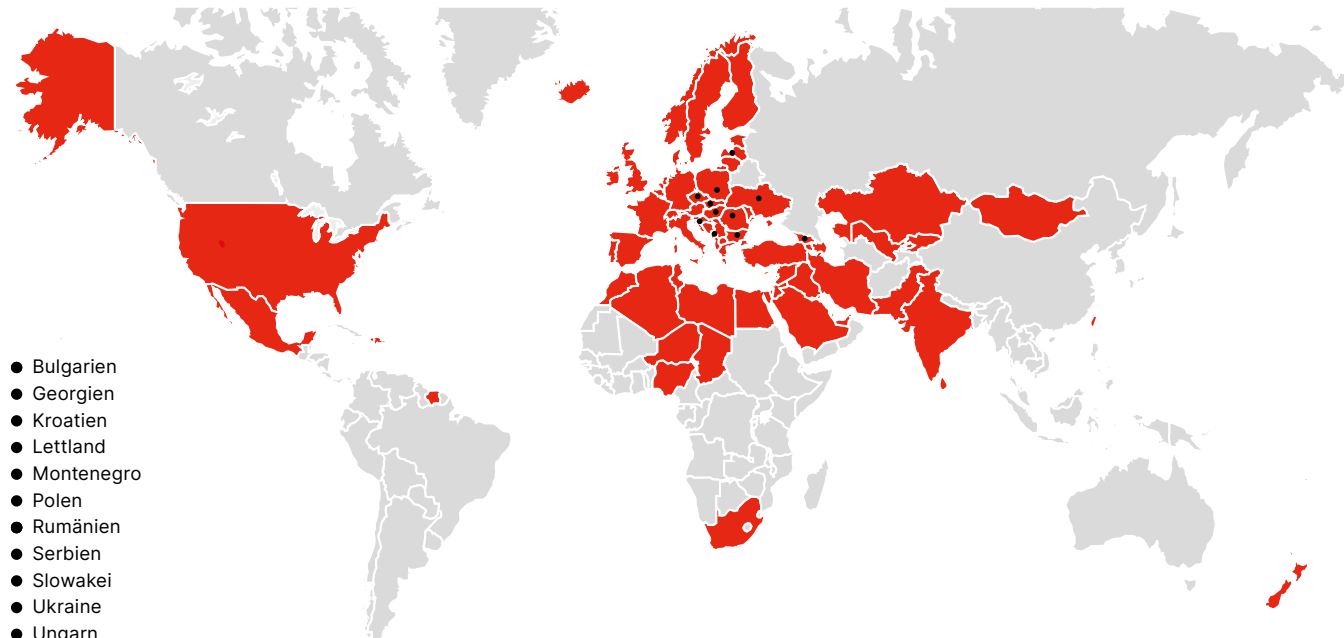 Bulgarien
Georgien
Kroatien
Lettland
Montenegro
Polen
Rumänien
Serbien
Slowakei
Ukraine
Ungarn